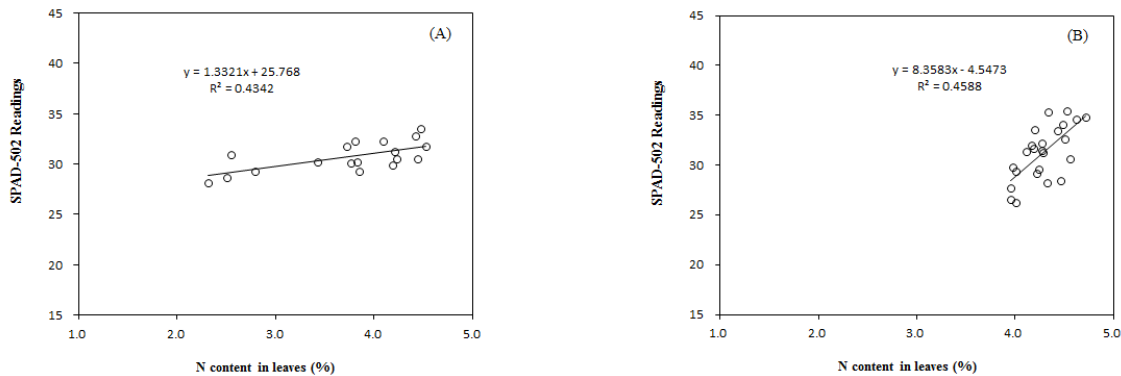 45
40
35
30
25
20
15
SPAD-502 Readings
(A)
y = 1.3321x + 25.768
R² = 0.4342
1.0 2.0 3.0 4.0 5.0
N content in leaves (%)
45
40
35
30
25
20
15
SPAD-502 Readings
(B)
y = 8.3583x - 4.5473
R² = 0.4588
1.0 2.0 3.0 4.0 5.0
N content in leaves (%)